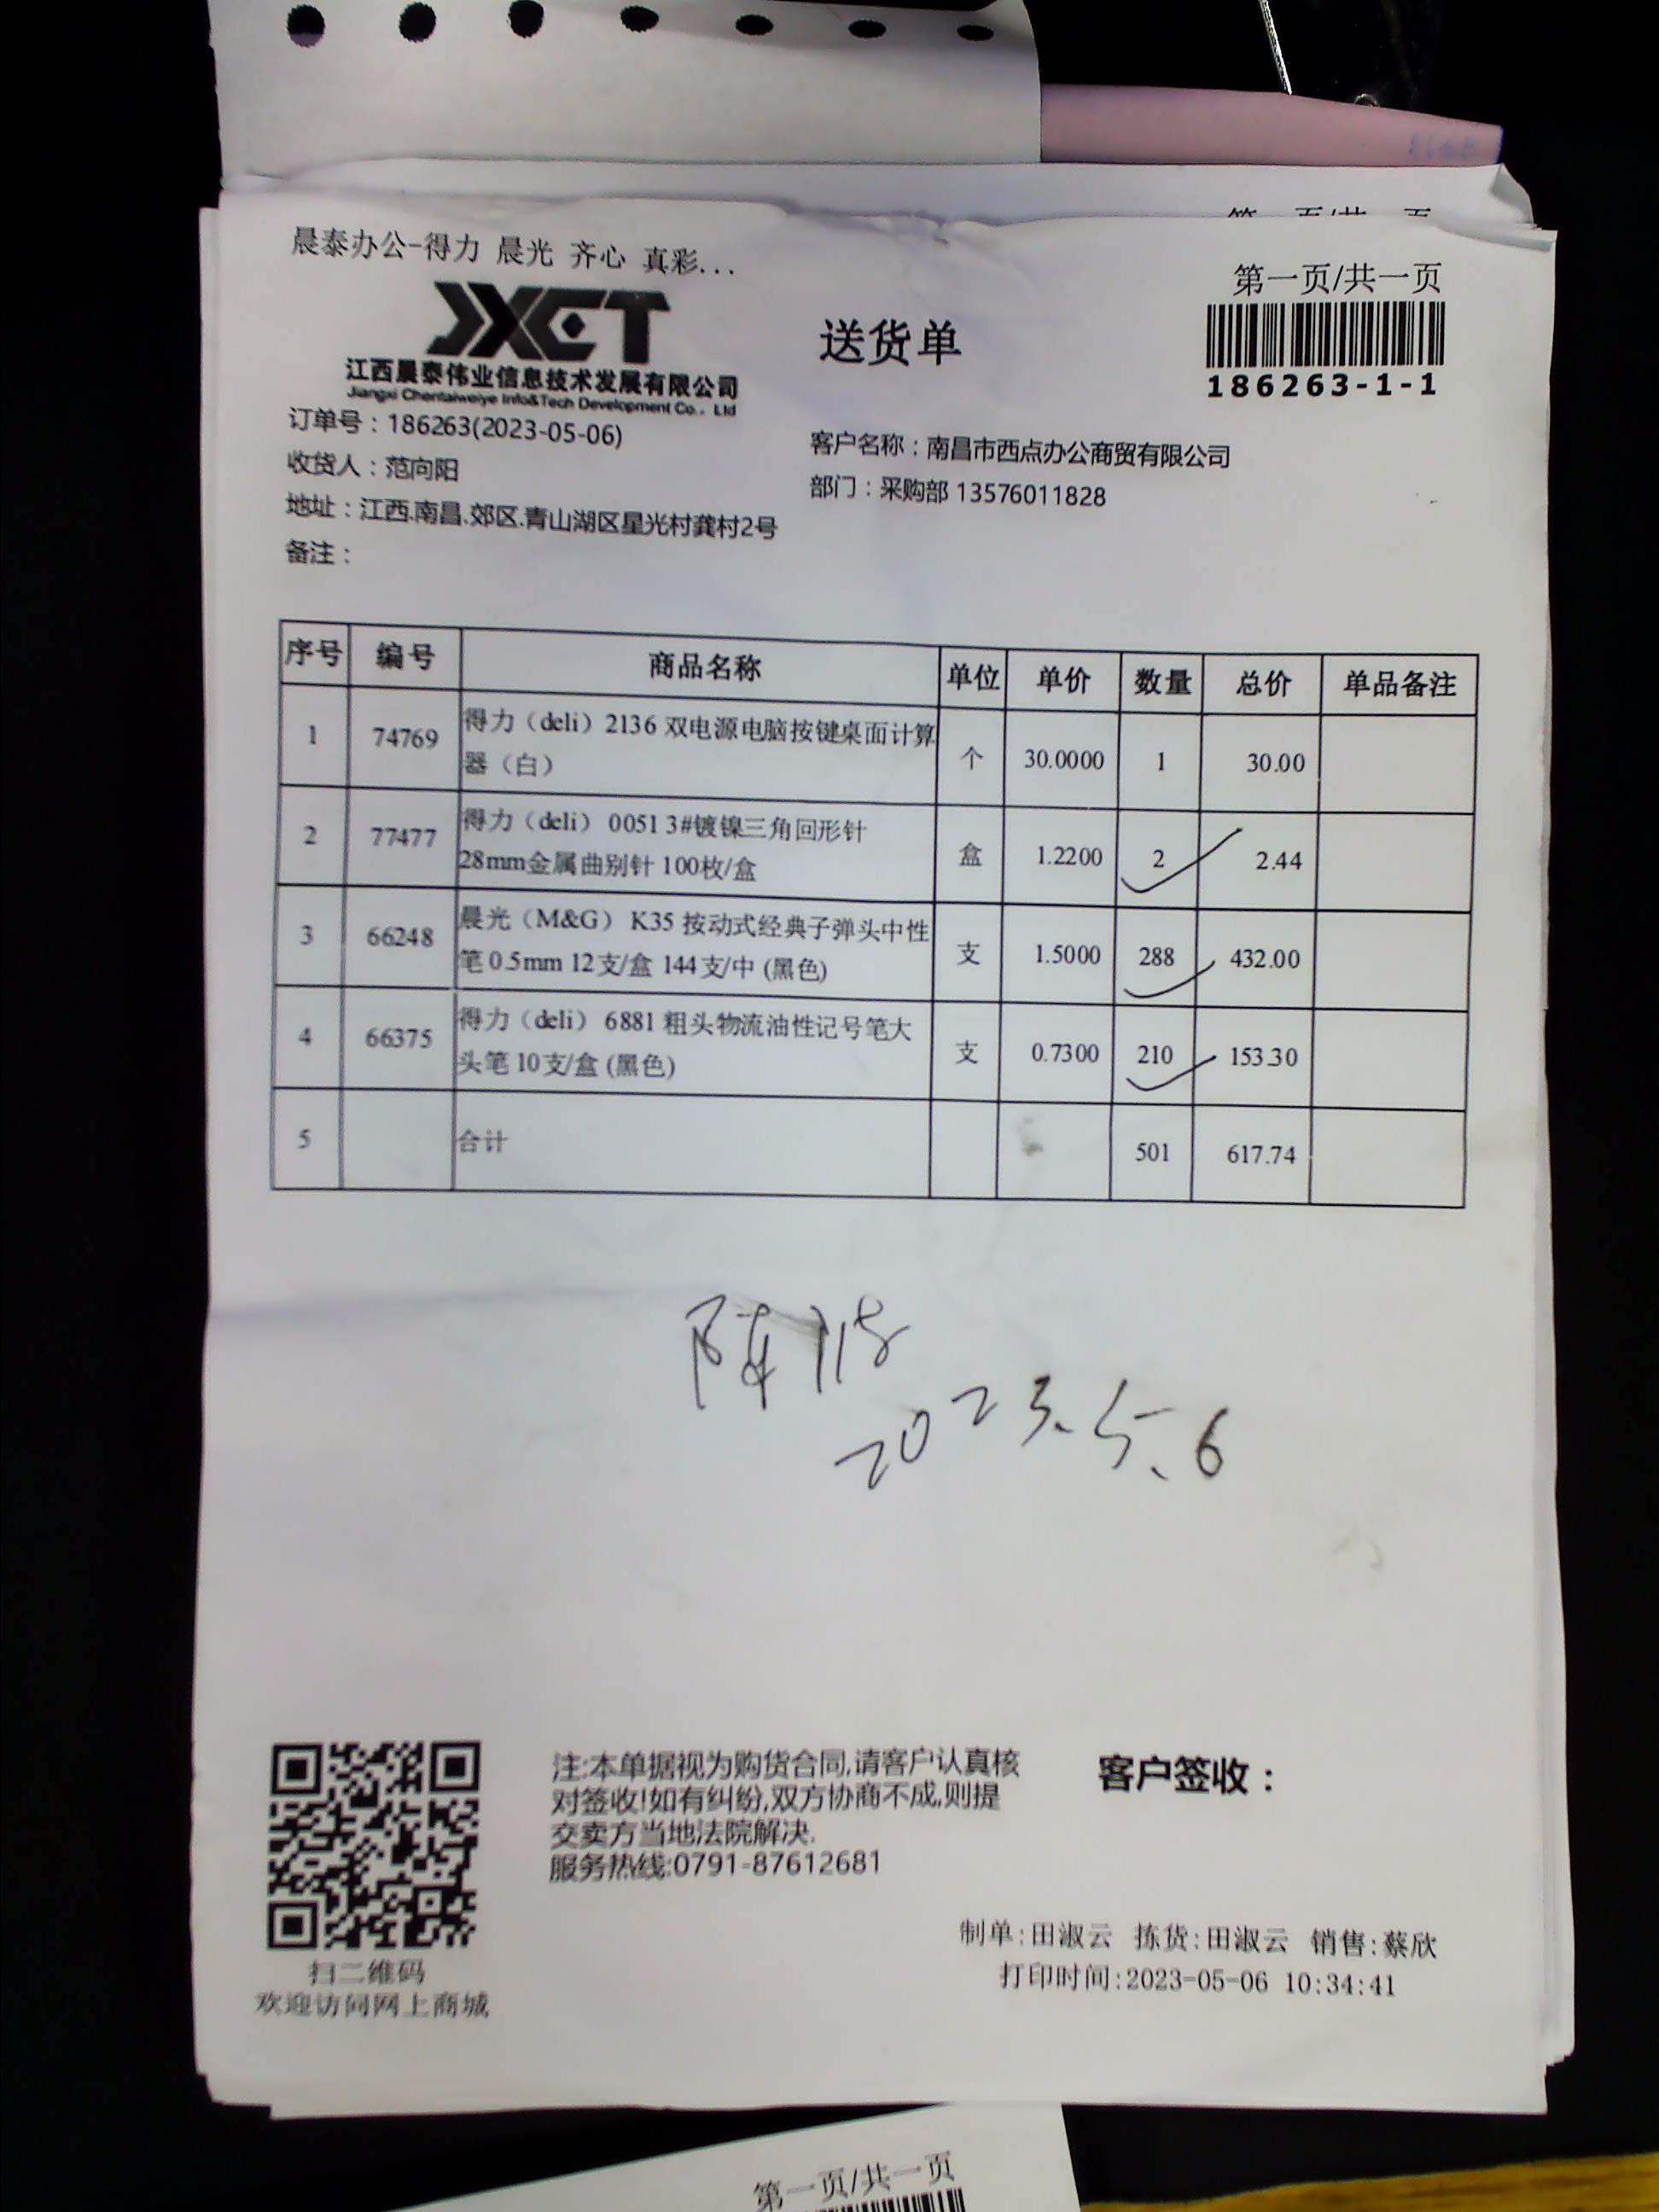 晨泰办公-得力 晨光 齐心 真彩...
第一页/共一页
JXCT
送货单
江西晨泰伟业信息技术发展有限公司
Jiangxi Chentaiweiye Info&Tech Development Co., Ltd
186263-1-1
订单号：186263(2023-05-06)
客户名称：南昌市西点办公商贸有限公司
收货人：范向阳
部门：采购部 13576011828
地址：江西.南昌.郊区.青山湖区星光村龚村2号
备注：
序号 编号 商品名称 单位 单价 数量 总价 单品备注
1 74769 得力（deli）2136 双电源电脑按键桌面计算 个 30.0000 1 30.00
器（白）
2 77477 得力（deli） 0051 3#镀镍三角回形针 盒 1.2200 2 2.44
28mm金属曲别针 100枚/盒
3 66248 晨光（M&G） K35 按动式经典子弹头中性 支 1.5000 288 432.00
笔 0.5mm 12支/盒 144支/中 (黑色)
4 66375 得力（deli） 6881 粗头物流油性记号笔大 支 0.7300 210 153.30
头笔 10支/盒 (黑色)
5 合计 501 617.74
陈
2023.5.6
注:本单据视为购货合同,请客户认真核
对签收!如有纠纷,双方协商不成,则提
交卖方当地法院解决.
服务热线:0791-87612681
客户签收：
扫二维码
欢迎访问网上商城
制单:田淑云 拣货:田淑云 销售:蔡欣
打印时间:2023-05-06 10:34:41
第一页/共一页